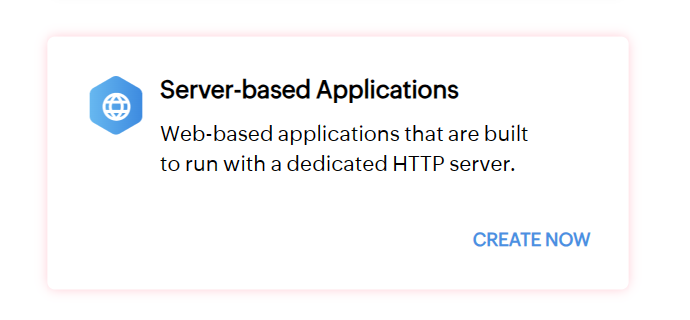 Server-based Applications
Web-based applications that are built
to run with a dedicated HTTP server.
CREATE NOW